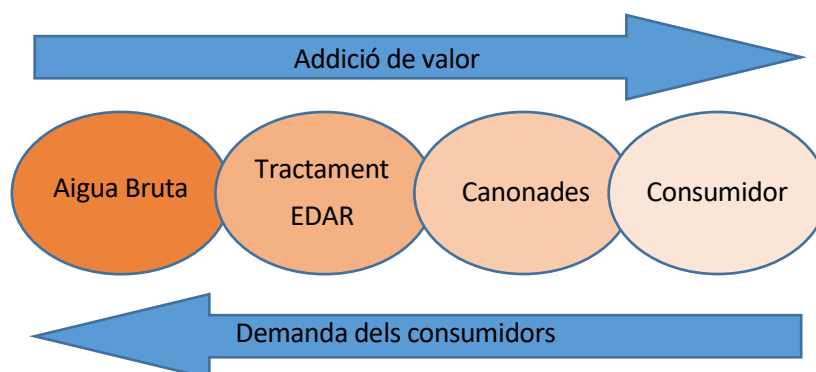 Addició de valor
Aigua Bruta
Tractament
EDAR
Canonades
Consumidor
Demanda dels consumidors